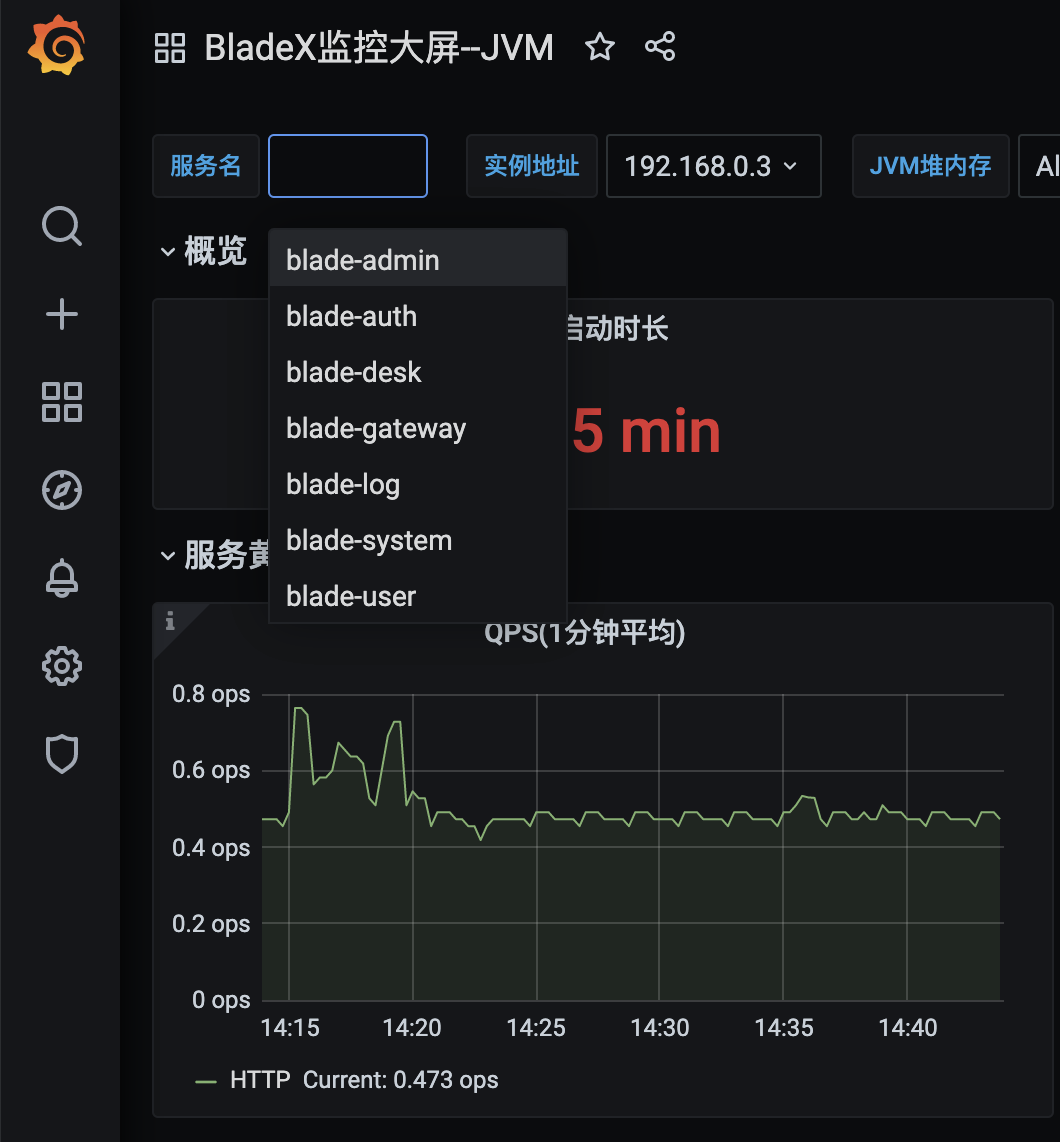 BladeX监控大屏--JVM
服务名
实例地址 192.168.0.3
JVM堆内存
概览
blade-admin
blade-auth
blade-desk
blade-gateway
blade-log
blade-system
blade-user
启动时长
5 min
服务黄
QPS(1分钟平均)
0.8 ops
0.6 ops
0.4 ops
0.2 ops
0 ops
14:15 14:20 14:25 14:30 14:35 14:40
HTTP Current: 0.473 ops